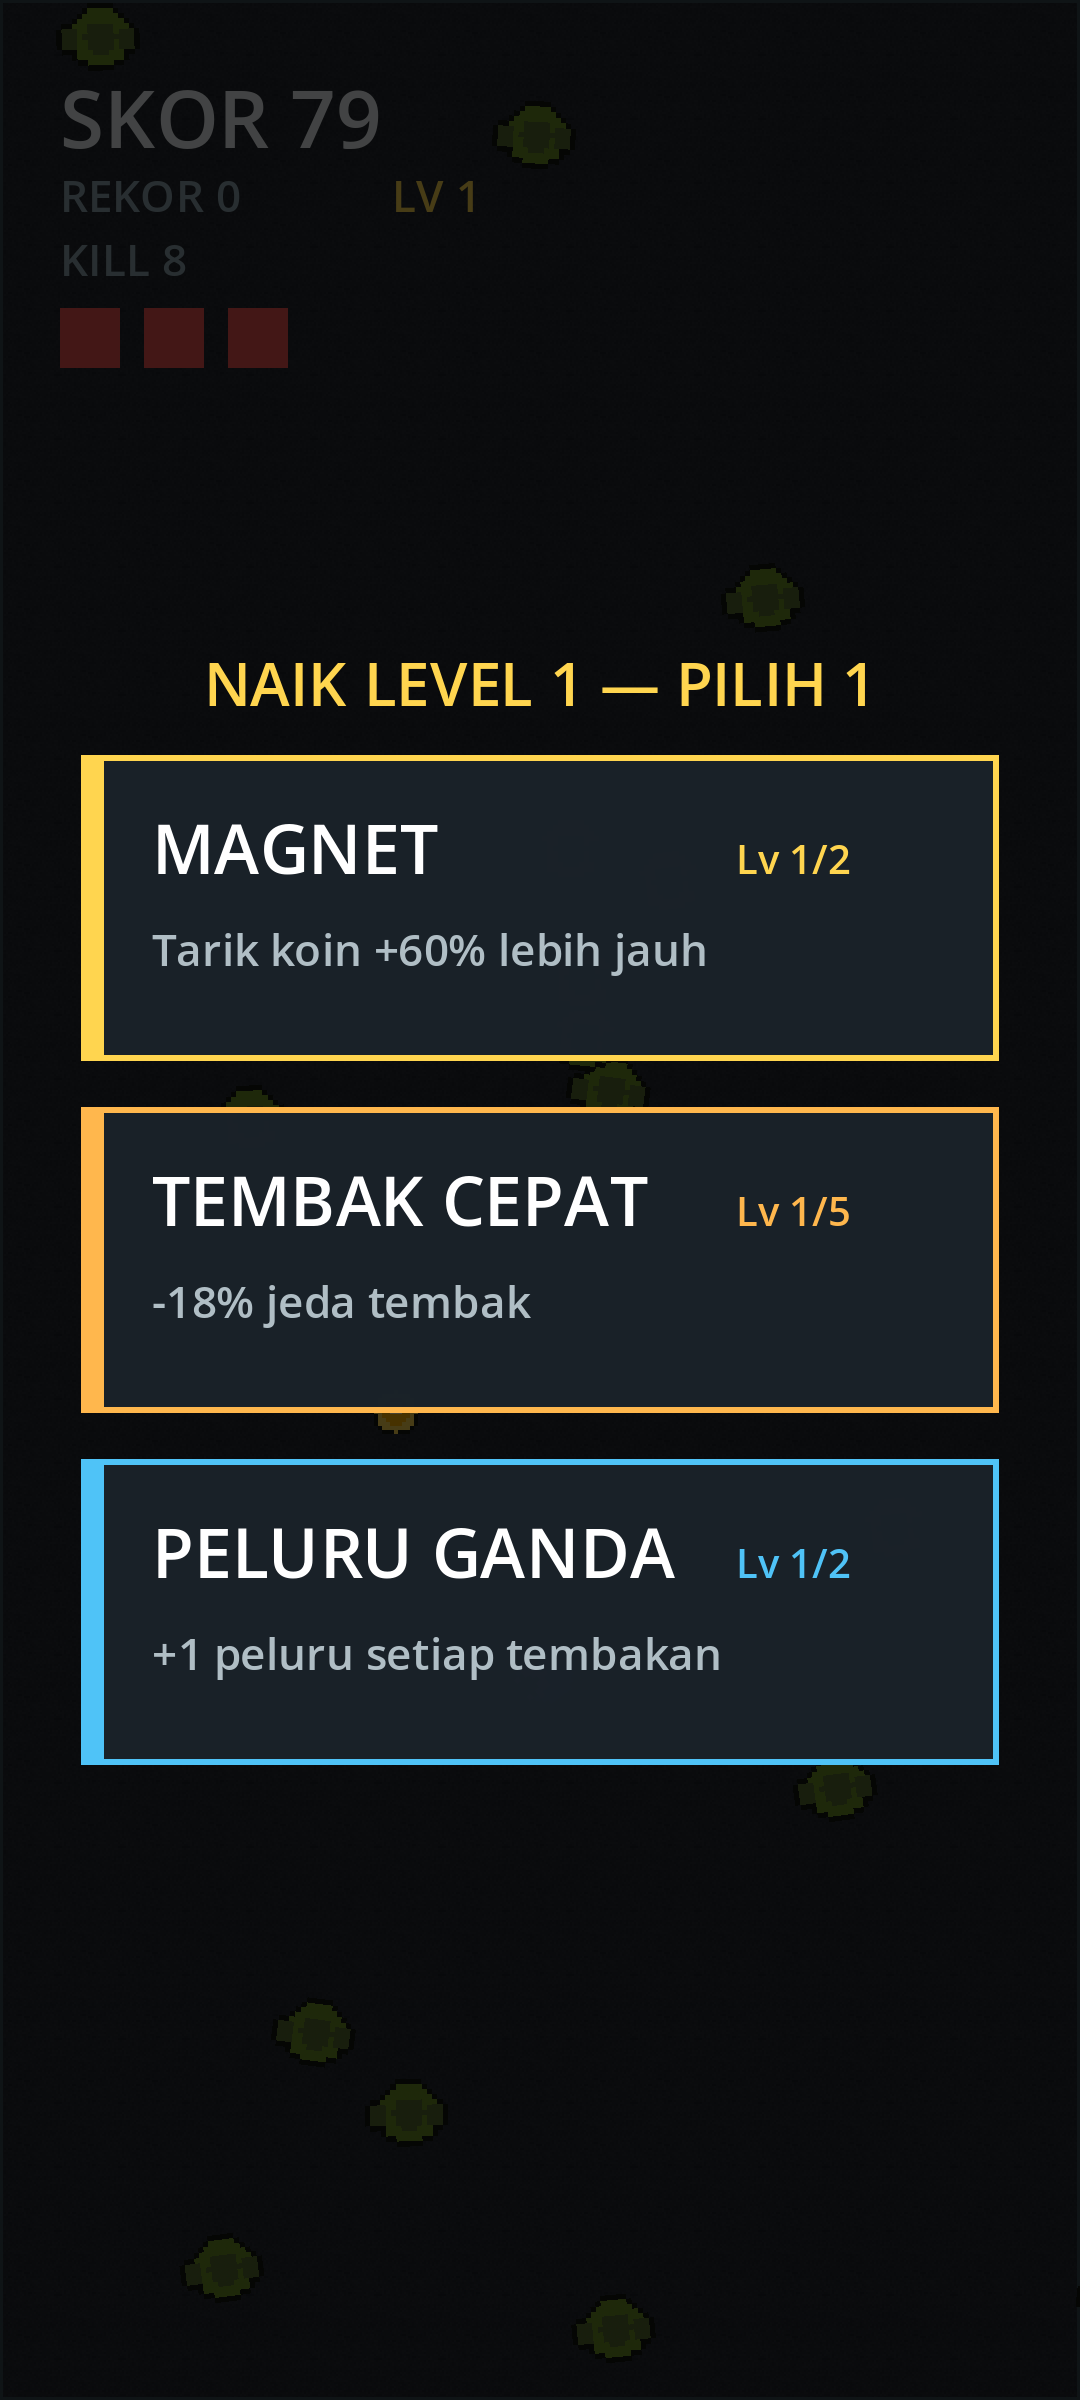 SKOR 79
REKOR 0 LV 1
KILL 8
NAIK LEVEL 1 — PILIH 1
MAGNET Lv 1/2
Tarik koin +60% lebih jauh
TEMBAK CEPAT Lv 1/5
-18% jeda tembak
PELURU GANDA Lv 1/2
+1 peluru setiap tembakan